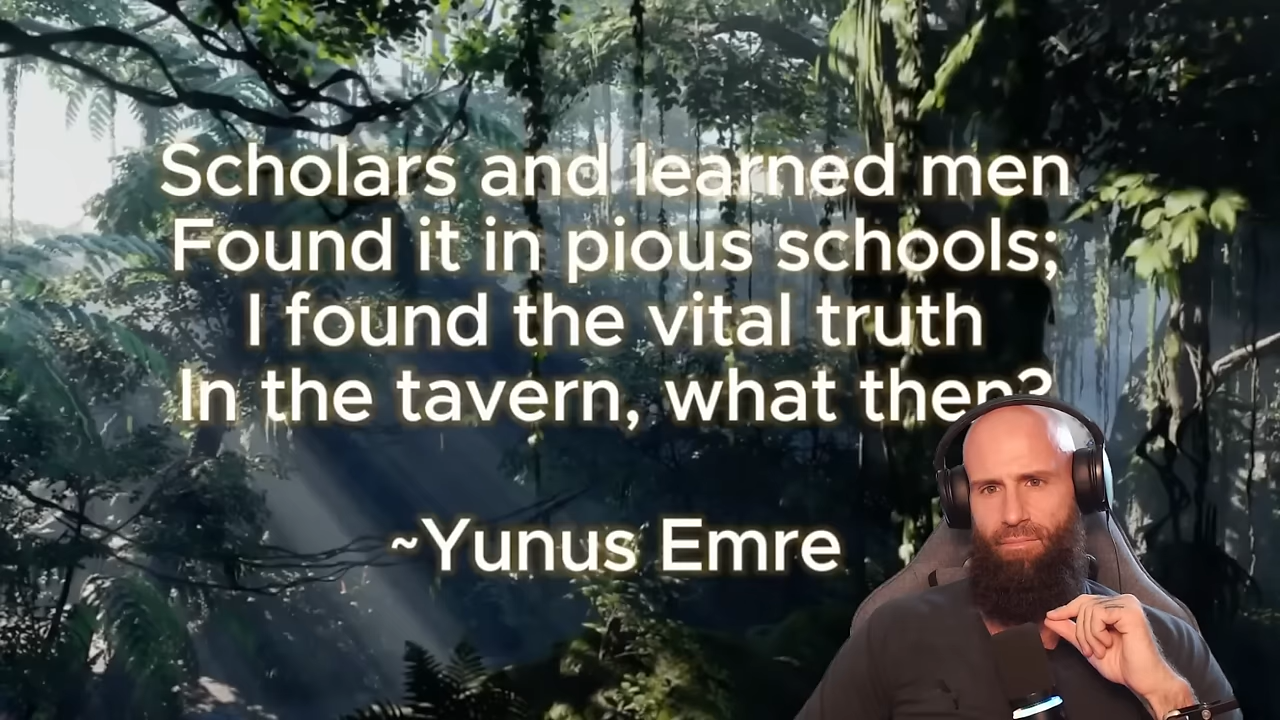 Scholars and learned men
Found it in pious schools;
I found the vital truth
In the tavern, what then?
~Yunus Emre